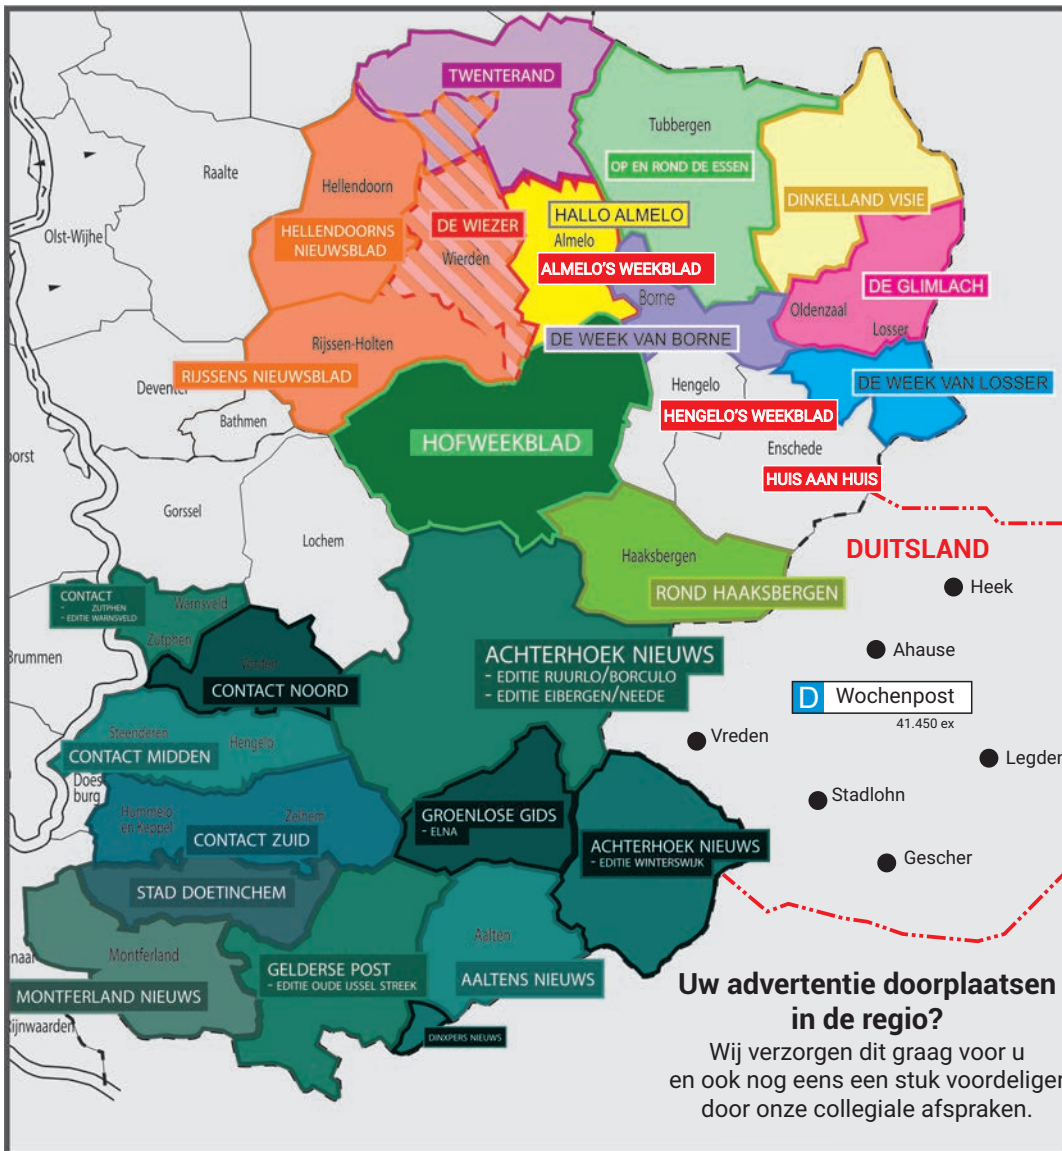 TWENTERAND
Tubbergen
OP EN ROND DE ESSEN
Raalte
Hellendoorn
HELLENDOORNS
NIEUWSBLAD
DE WIEZER
Wierden
HALLO ALMELO
Almelo
ALMELO'S WEEKBLAD
DINKELLAND VISIE
Olst-Wijhe
Borne
DE WEEK VAN BORNE
DE GLIMLACH
Oldenzaal
Losser
Rijssen-Holten
RIJSSENS NIEUWSBLAD
Deventer
Bathmen
Hengelo
HENGELO'S WEEKBLAD
DE WEEK VAN LOSSER
HOFWEEKBLAD
Enschede
HUIS AAN HUIS
orst
Gorssel
Lochem
Haaksbergen
ROND HAAKSBERGEN
DUITSLAND
Heek
CONTACT
- ZUTPHEN
- EDITIE WARNSVELD
Warnsveld
Zutphen
Brummen
Vorden
CONTACT NOORD
ACHTERHOEK NIEUWS
- EDITIE RUURLO/BORCULO
- EDITIE EIBERGEN/NEEDE
Ahause
D Wochenpost
41.450 ex
Steenderen
Hengelo
CONTACT MIDDEN
Vreden
Legden
Does
burg
Stadlohn
Hummelo
en Keppel
Zelhem
CONTACT ZUID
GROENLOSE GIDS
- ELNA
ACHTERHOEK NIEUWS
- EDITIE WINTERSWIJK
Gescher
STAD DOETINCHEM
Aalten
AALTENS NIEUWS
enaar
Montferland
MONTFERLAND NIEUWS
GELDERSE POST
- EDITIE OUDE IJSSEL STREEK
Rijnwaarden
DINXPERS NIEUWS
Uw advertentie doorplaatsen
in de regio?
Wij verzorgen dit graag voor u
en ook nog eens een stuk voordeliger
door onze collegiale afspraken.